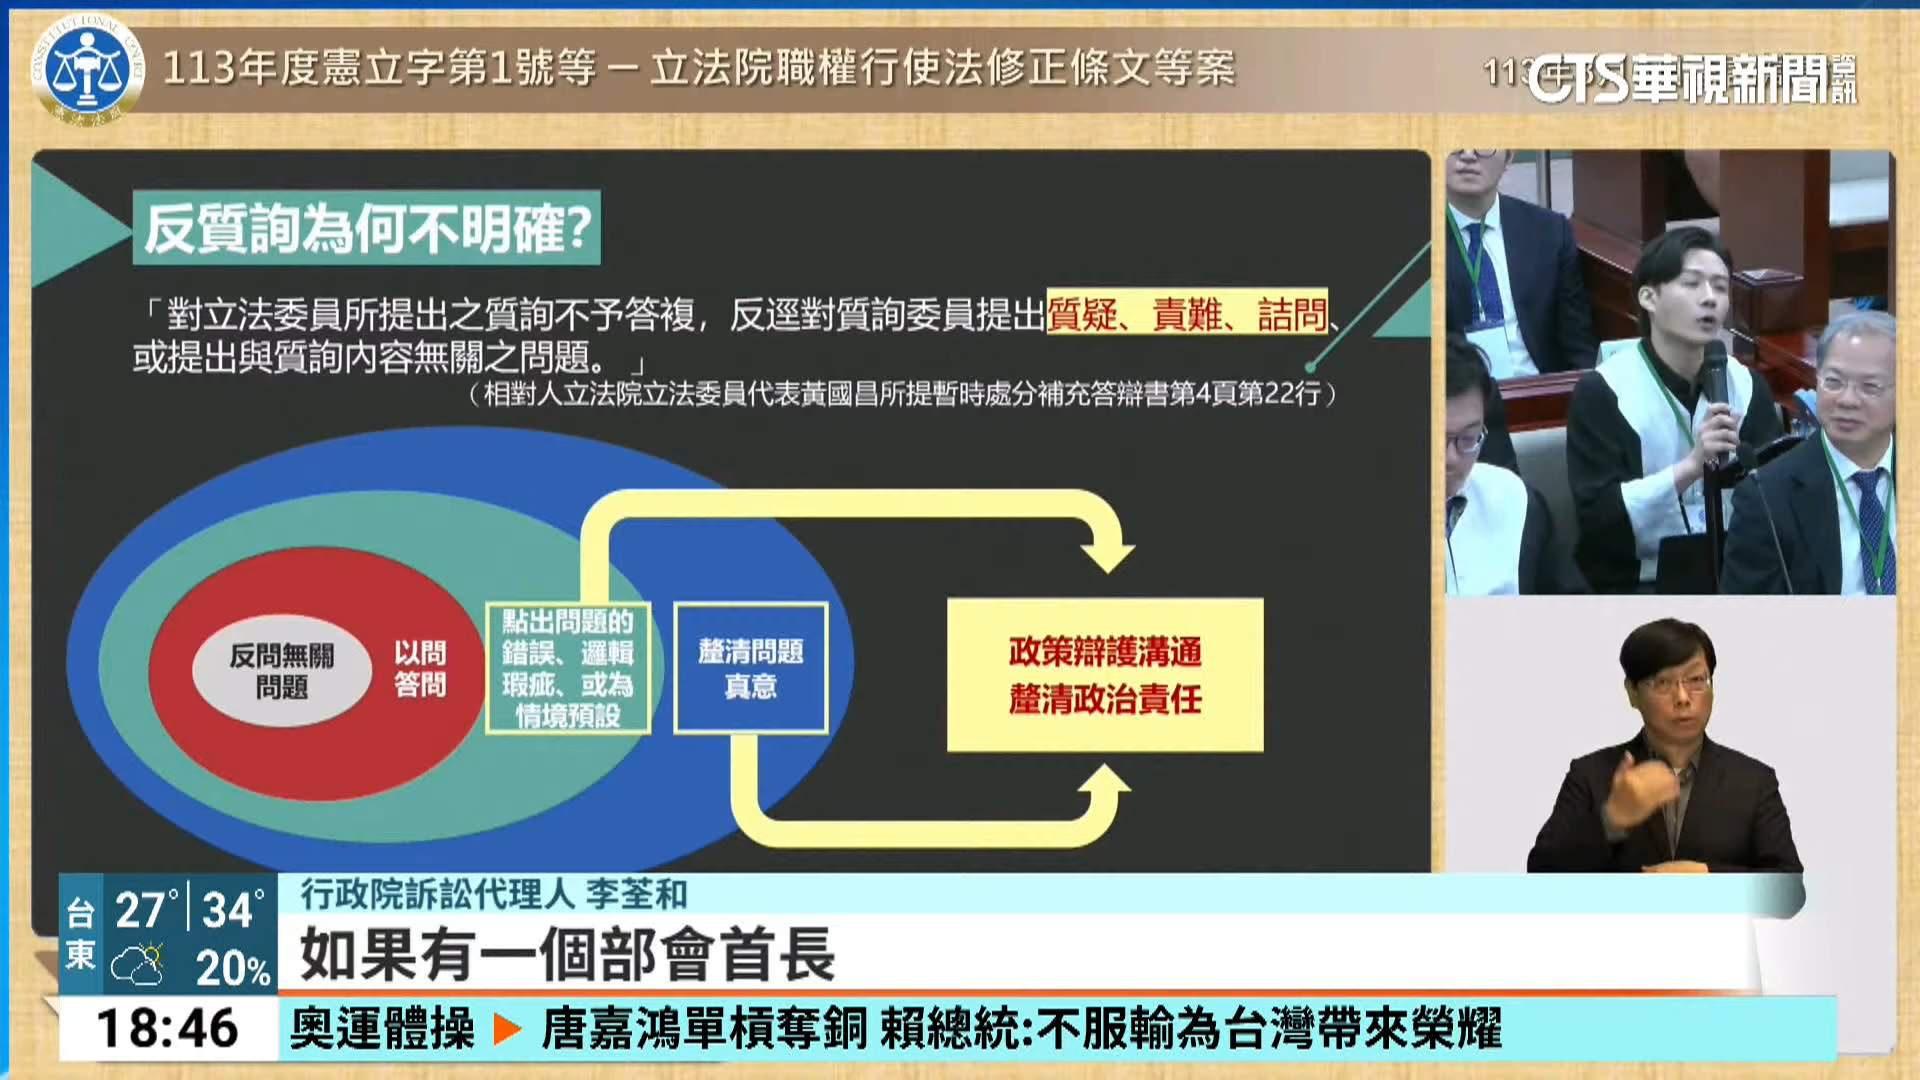 CONSTITUTIONAL COURT
憲法法庭
113年度憲立字第1號等 － 立法院職權行使法修正條文等案
CTS華視新聞資訊
反質詢為何不明確？
「對立法委員所提出之質詢不予答複，反逕對質詢委員提出質疑、責難、詰問、
或提出與質詢內容無關之問題。」
（相對人立法院立法委員代表黃國昌所提暫時處分補充答辯書第4頁第22行）
反問無關
問題
以問
答問
點出問題的
錯誤、邏輯
瑕疵、或為
情境預設
釐清問題
真意
政策辯護溝通
釐清政治責任
台東
27° 34°
20%
行政院訴訟代理人 李荃和
如果有一個部會首長
18:46
奧運體操 ▶ 唐嘉鴻單槓奪銅 賴總統:不服輸為台灣帶來榮耀